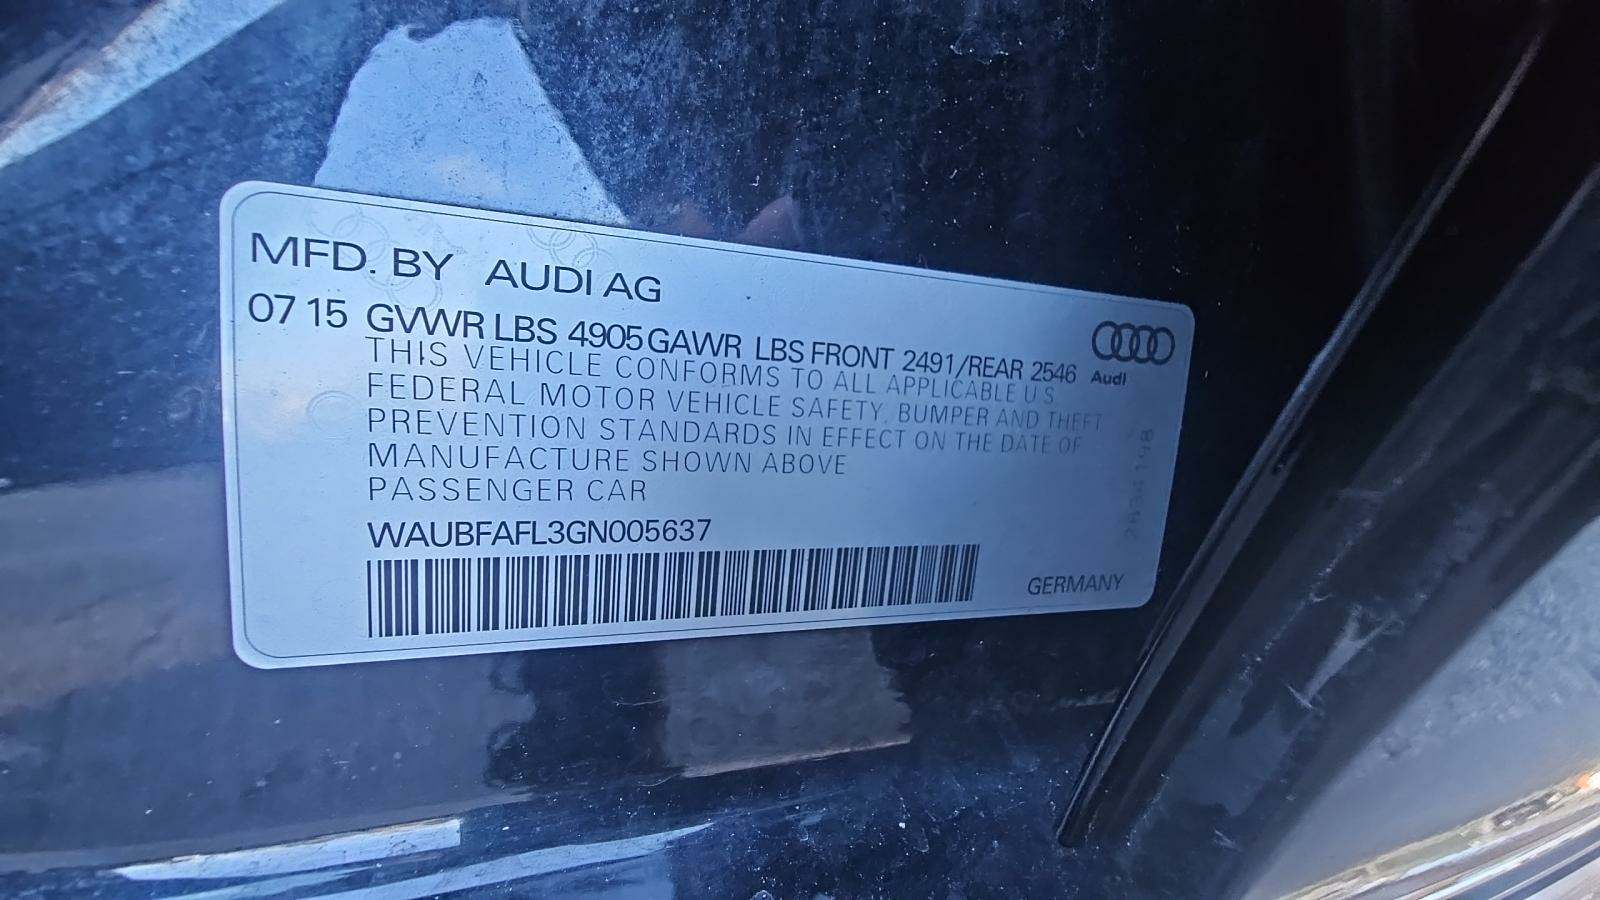 MFD. BY AUDI AG
07 15 GVWR LBS 4905 GAWR LBS FRONT 2491/REAR 2546
Audi
THIS VEHICLE CONFORMS TO ALL APPLICABLE U.S.
FEDERAL MOTOR VEHICLE SAFETY, BUMPER AND THEFT
PREVENTION STANDARDS IN EFFECT ON THE DATE OF
MANUFACTURE SHOWN ABOVE
PASSENGER CAR
WAUBFAFL3GN005637
GERMANY